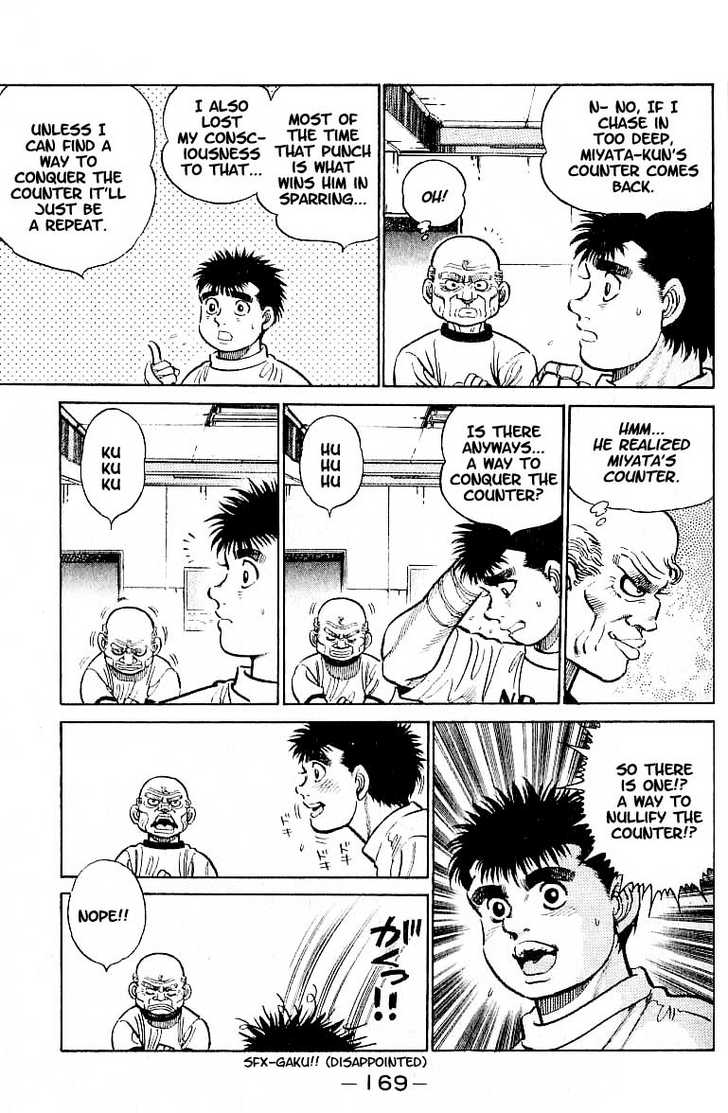 N- NO, IF I
CHASE IN
TOO DEEP,
MIYATA-KUN'S
COUNTER COMES
BACK.
OH!
MOST OF
THE TIME
THAT PUNCH
IS WHAT
WINS HIM IN
SPARRING...
I ALSO
LOST
MY CONSC-
IOUSNESS
TO THAT...
UNLESS I
CAN FIND A
WAY TO
CONQUER THE
COUNTER IT'LL
JUST BE
A REPEAT.
HMM...
HE REALIZED
MIYATA'S
COUNTER.
IS THERE
ANYWAYS...
A WAY TO
CONQUER THE
COUNTER?
HU
HU
HU
KU
KU
KU
SO THERE
IS ONE!?
A WAY TO
NULLIFY THE
COUNTER!?
ドキ
ドキ
NOPE!!
がくっ!!
SFX-GAKU!! (DISAPPOINTED)
-169-